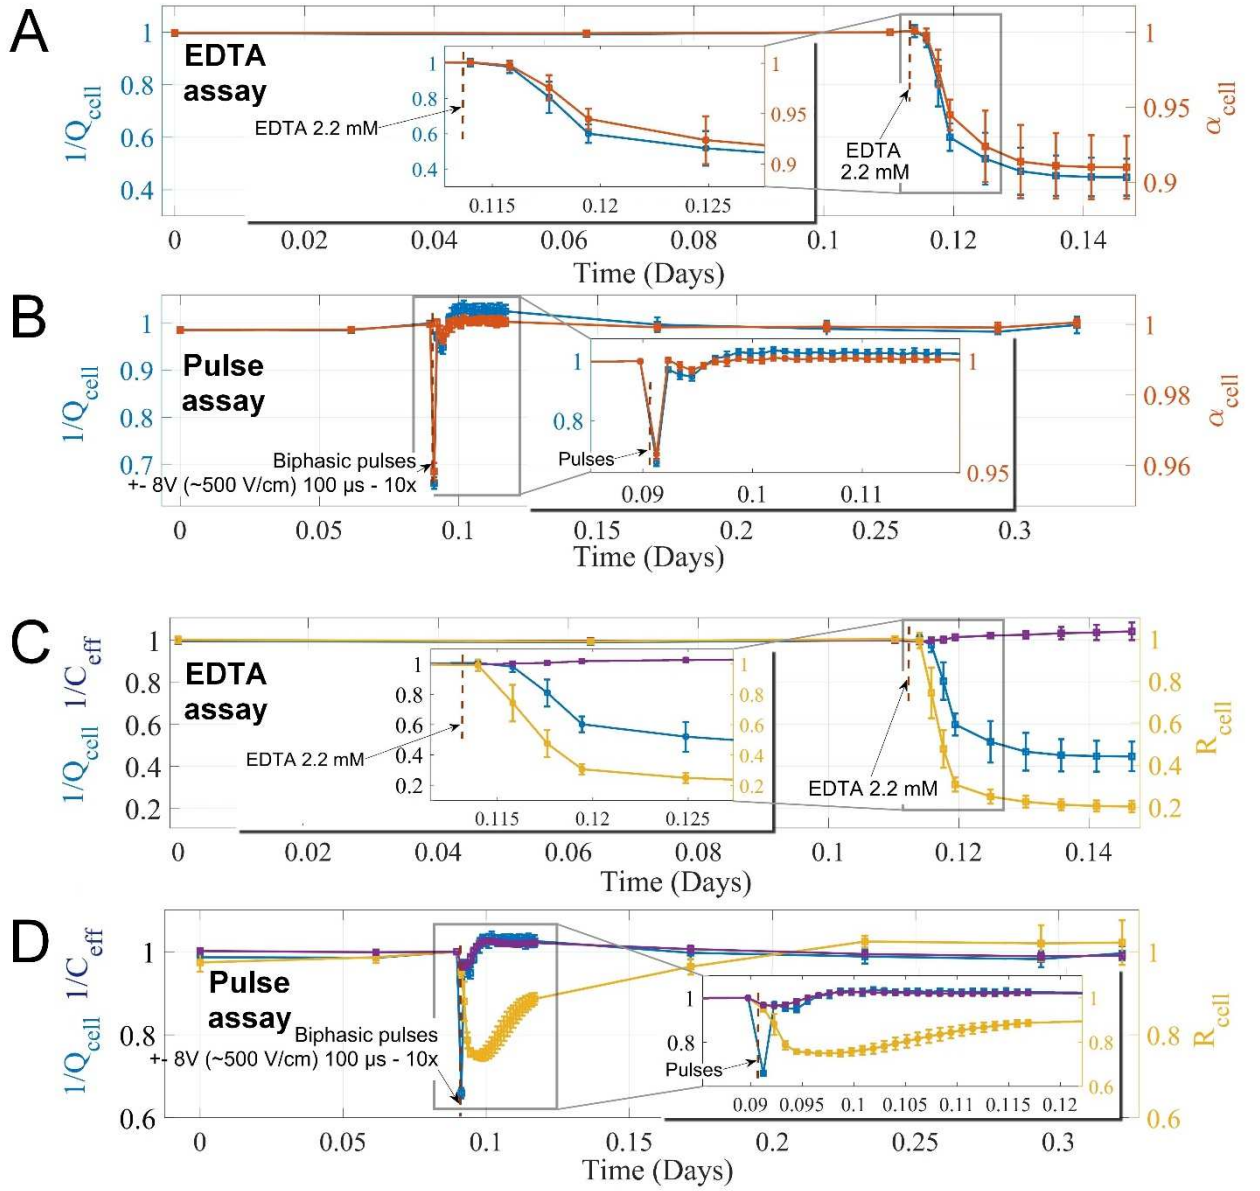 A
EDTA
assay
1/Q_cell
α_cell
1
0.8
0.6
0.4
1
0.95
0.9
EDTA 2.2 mM
1
0.8
0.6
0.4
1
0.95
0.9
0.115 0.12 0.125
EDTA
2.2 mM
0 0.02 0.04 0.06 0.08 0.1 0.12 0.14
Time (Days)
B
Pulse
assay
1/Q_cell
α_cell
1
0.9
0.8
0.7
1
0.98
0.96
Biphasic pulses
+- 8V (~500 V/cm) 100 µs - 10x
1
0.8
Pulses
1
0.95
0.09 0.1 0.11
0 0.05 0.1 0.15 0.2 0.25 0.3
Time (Days)
C
EDTA
assay
1/Q_cell 1/C_eff
R_cell
1
0.8
0.6
0.4
0.2
1
0.8
0.6
0.4
0.2
EDTA 2.2 mM
1
0.8
0.6
0.4
0.2
1
0.8
0.6
0.4
0.2
0.115 0.12 0.125
EDTA 2.2 mM
0 0.02 0.04 0.06 0.08 0.1 0.12 0.14
Time (Days)
D
Pulse
assay
1/Q_cell 1/C_eff
R_cell
1
0.9
0.8
0.7
0.6
1
0.8
0.6
Biphasic pulses
+- 8V (~500 V/cm) 100 µs - 10x
1
0.8
Pulses
1
0.8
0.6
0.09 0.095 0.1 0.105 0.11 0.115 0.12
0 0.05 0.1 0.15 0.2 0.25 0.3
Time (Days)